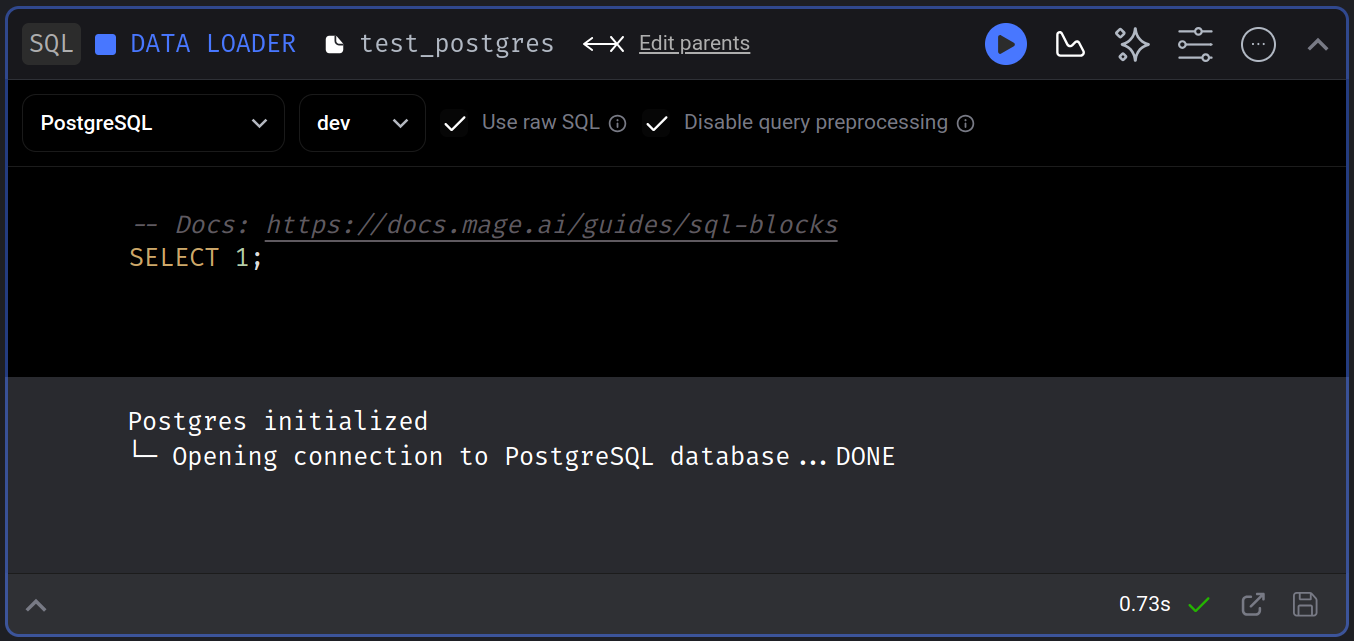 SQL DATA LOADER test_postgres Edit parents
PostgreSQL dev Use raw SQL Disable query preprocessing
-- Docs: https://docs.mage.ai/guides/sql-blocks
SELECT 1;
Postgres initialized
└─ Opening connection to PostgreSQL database...DONE
0.73s